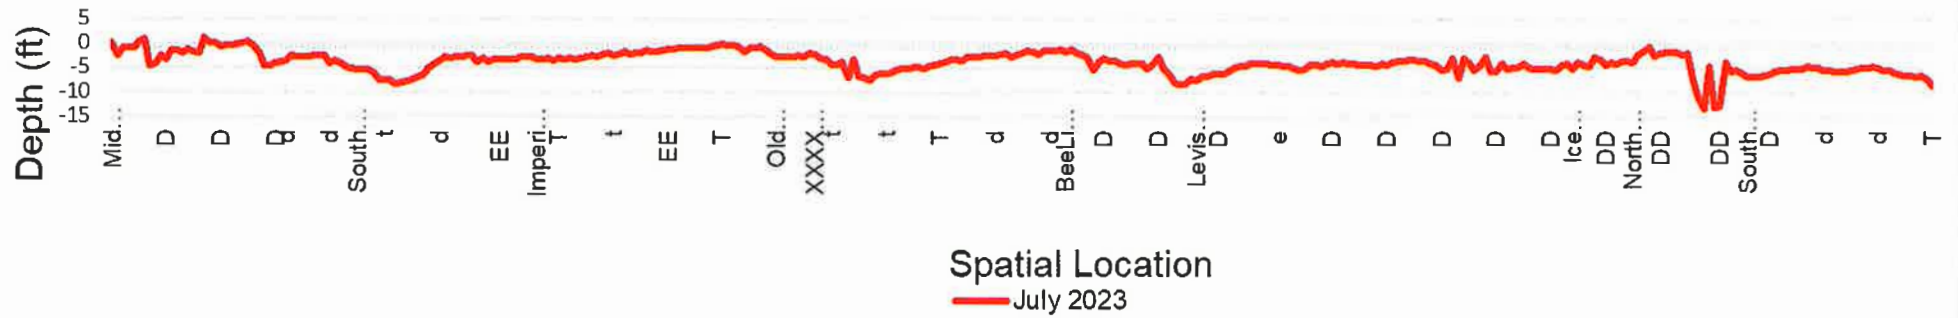 Depth (ft)
5
0
-5
-10
-15
Mid...
D
D
D
d
d
South...
t
d
EE
Imperi...
T
t
EE
T
Old...
XXXX...
t
t
T
d
d
BeeLi...
D
D
Levis...
D
e
D
D
D
D
D
Ice...
DD
North...
DD
DD
South...
D
d
d
T
Spatial Location
July 2023